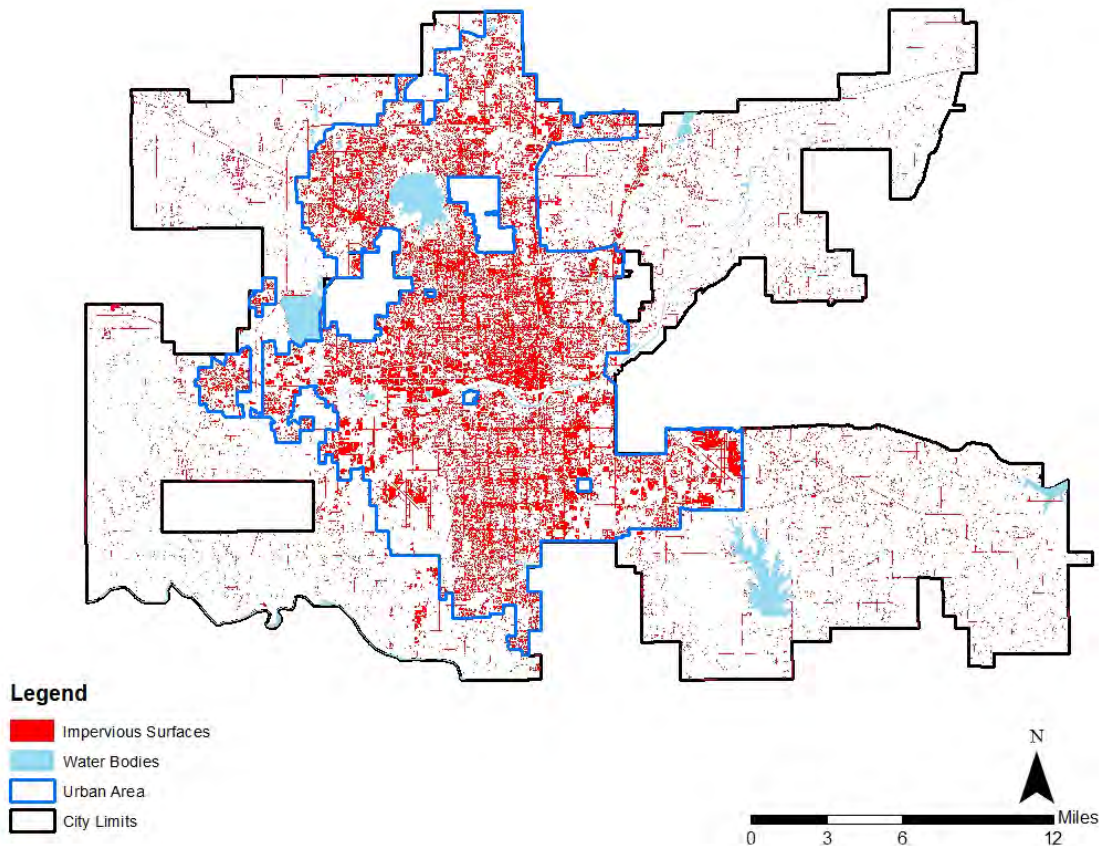 Legend
Impervious Surfaces
Water Bodies
Urban Area
City Limits
N
Miles
0 3 6 12